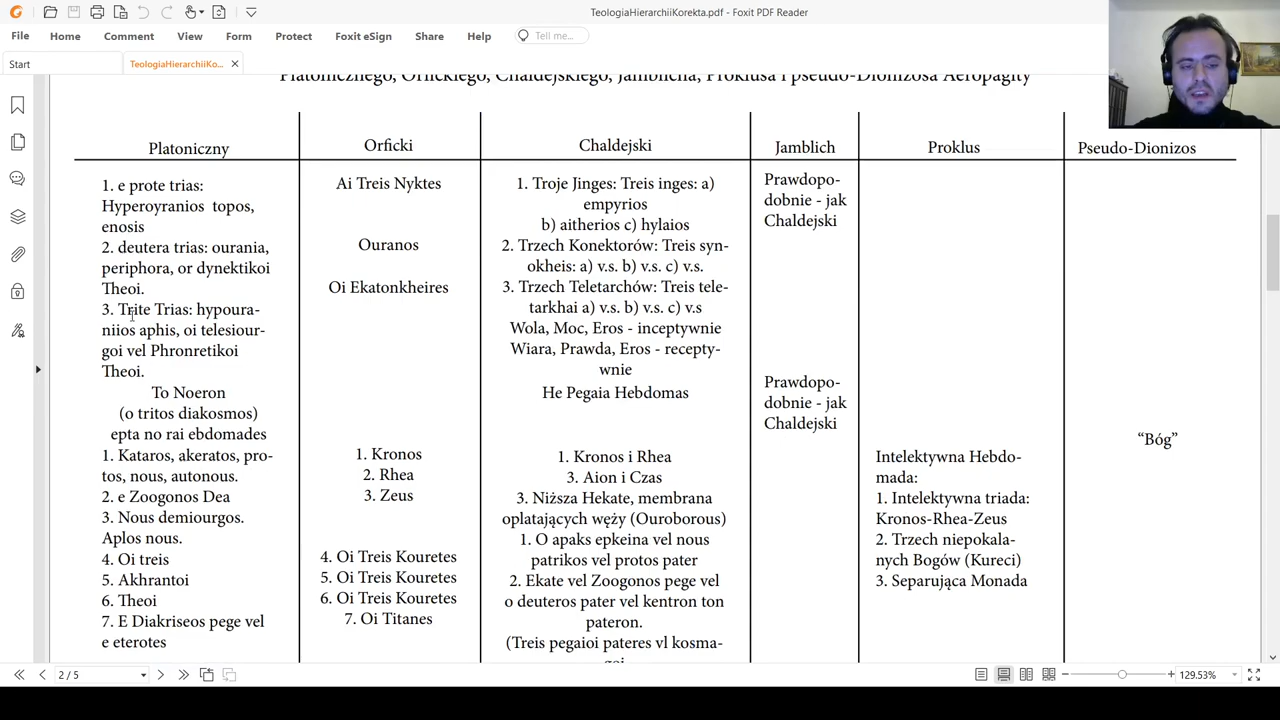 TeologiaHierarchiiKorekta.pdf - Foxit PDF Reader
File Home Comment View Form Protect Foxit eSign Share Help Tell me...
Start TeologiaHierarchiiKo...
Platonicznego, Orfickiego, Chaldejskiego, Jamblicha, Proklusa i pseudo-Dionizosa Aeropagity
Platoniczny
Orficki
Chaldejski
Jamblich
Proklus
Pseudo-Dionizos
1. e prote trias:
Hyperoyranios topos,
enosis
2. deutera trias: ourania,
periphora, or dynektikoi
Theoi.
3. Trite Trias: hypoura-
niios aphis, oi telesiour-
goi vel Phronretikoi
Theoi.
To Noeron
(o tritos diakosmos)
epta no rai ebdomades
1. Kataros, akeratos, pro-
tos, nous, autonous.
2. e Zoogonos Dea
3. Nous demiourgos.
Aplos nous.
4. Oi treis
5. Akhrantoi
6. Theoi
7. E Diakriseos pege vel
e eterotes
Ai Treis Nyktes
Ouranos
Oi Ekatonkheires
1. Kronos
2. Rhea
3. Zeus
4. Oi Treis Kouretes
5. Oi Treis Kouretes
6. Oi Treis Kouretes
7. Oi Titanes
1. Troje Jinges: Treis inges: a)
empyrios
b) aitherios c) hylaios
2. Trzech Konektorów: Treis syn-
okheis: a) v.s. b) v.s. c) v.s.
3. Trzech Teletarchów: Treis tele-
tarkhai a) v.s. b) v.s. c) v.s
Wola, Moc, Eros - inceptywnie
Wiara, Prawda, Eros - recepty-
wnie
He Pegaia Hebdomas
1. Kronos i Rhea
3. Aion i Czas
3. Niższa Hekate, membrana
oplatających węży (Ouroborous)
1. O apaks epkeina vel nous
patrikos vel protos pater
2. Ekate vel Zoogonos pege vel
o deuteros pater vel kentron ton
pateron.
(Treis pegaioi pateres vl kosma-
goi
Prawdopo-
dobnie - jak
Chaldejski
Prawdopo-
dobnie - jak
Chaldejski
Intelektywna Hebdo-
mada:
1. Intelektywna triada:
Kronos-Rhea-Zeus
2. Trzech niepokala-
nych Bogów (Kureci)
3. Separująca Monada
“Bóg”
2 / 5
129.53%